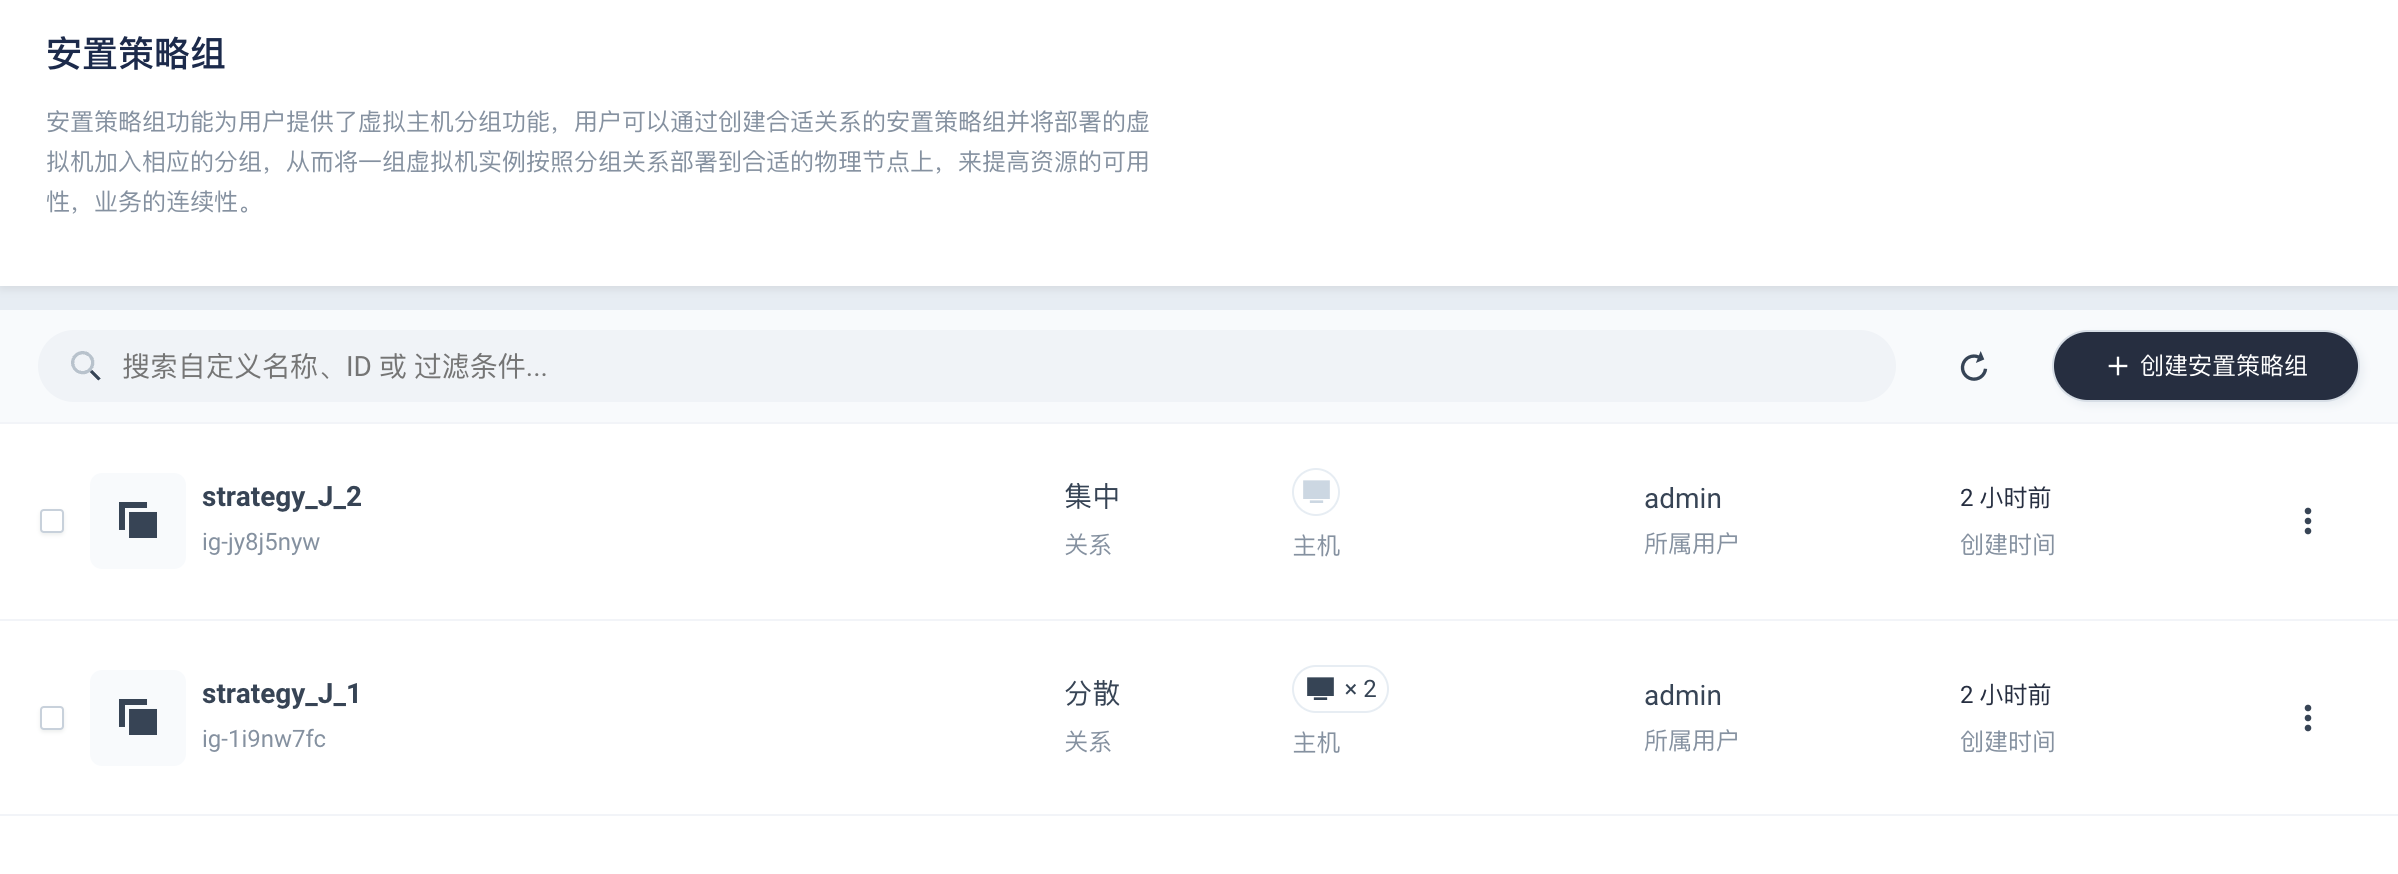 安置策略组
安置策略组功能为用户提供了虚拟主机分组功能，用户可以通过创建合适关系的安置策略组并将部署的虚
拟机加入相应的分组，从而将一组虚拟机实例按照分组关系部署到合适的物理节点上，来提高资源的可用
性，业务的连续性。
搜索自定义名称、ID 或 过滤条件...
+ 创建安置策略组
strategy_J_2
ig-jy8j5nyw
集中
关系
主机
admin
所属用户
2 小时前
创建时间
strategy_J_1
ig-1i9nw7fc
分散
关系
× 2
主机
admin
所属用户
2 小时前
创建时间